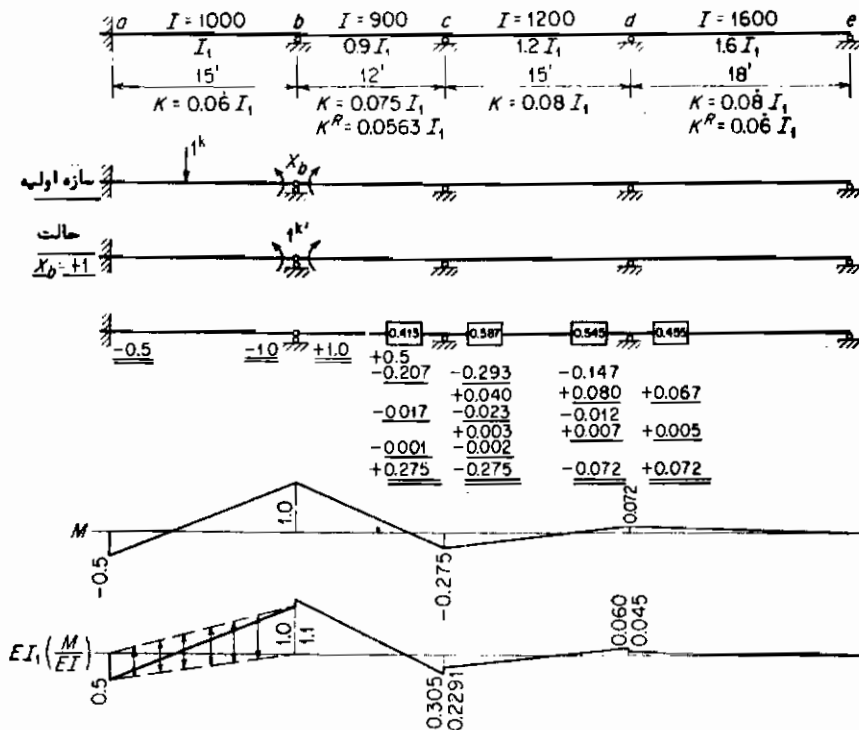 a I = 1000 b I = 900 c I = 1200 d I = 1600 e
I₁ 0.9 I₁ 1.2 I₁ 1.6 I₁
15' 12' 15' 18'
K = 0.06̇ I₁ K = 0.075 I₁ K = 0.08 I₁ K = 0.08̇ I₁
Kᴿ = 0.0563 I₁ Kᴿ = 0.06̇ I₁
1ᵏ X_b
سازه اولیه
حالت
X_b = +1
1ᵏ'
0.413 0.587 0.545 0.455
-0.5 -1.0 +1.0 +0.5
-0.207 -0.293 -0.147
+0.040 +0.080 +0.067
-0.017 -0.023 -0.012
+0.003 +0.007 +0.005
-0.001 -0.002
+0.275 -0.275 -0.072 +0.072
M
-0.5
1.0
-0.275
0.072
EI₁(M/EI)
0.5
1.0
1.1
0.305
0.2291
0.060
0.045